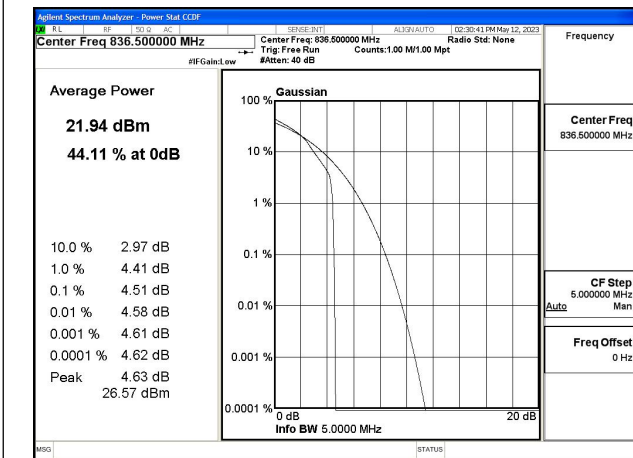 Agilent Spectrum Analyzer - Power Stat CCDF
RL RF 50 Ω AC SENSE:INT ALIGN AUTO 02:30:41 PM May 12, 2023
Center Freq 836.500000 MHz
Center Freq: 836.500000 MHz Radio Std: None
Trig: Free Run Counts:1.00 M/1.00 Mpt
#IFGain:Low #Atten: 40 dB
Frequency
Average Power
21.94 dBm
44.11 % at 0dB
10.0 % 2.97 dB
1.0 % 4.41 dB
0.1 % 4.51 dB
0.01 % 4.58 dB
0.001 % 4.61 dB
0.0001 % 4.62 dB
Peak 4.63 dB
26.57 dBm
Gaussian
100 %
10 %
1 %
0.1 %
0.01 %
0.001 %
0.0001 %
0 dB 20 dB
Info BW 5.0000 MHz
Center Freq
836.500000 MHz
CF Step
5.000000 MHz
Auto Man
Freq Offset
0 Hz
MSG STATUS